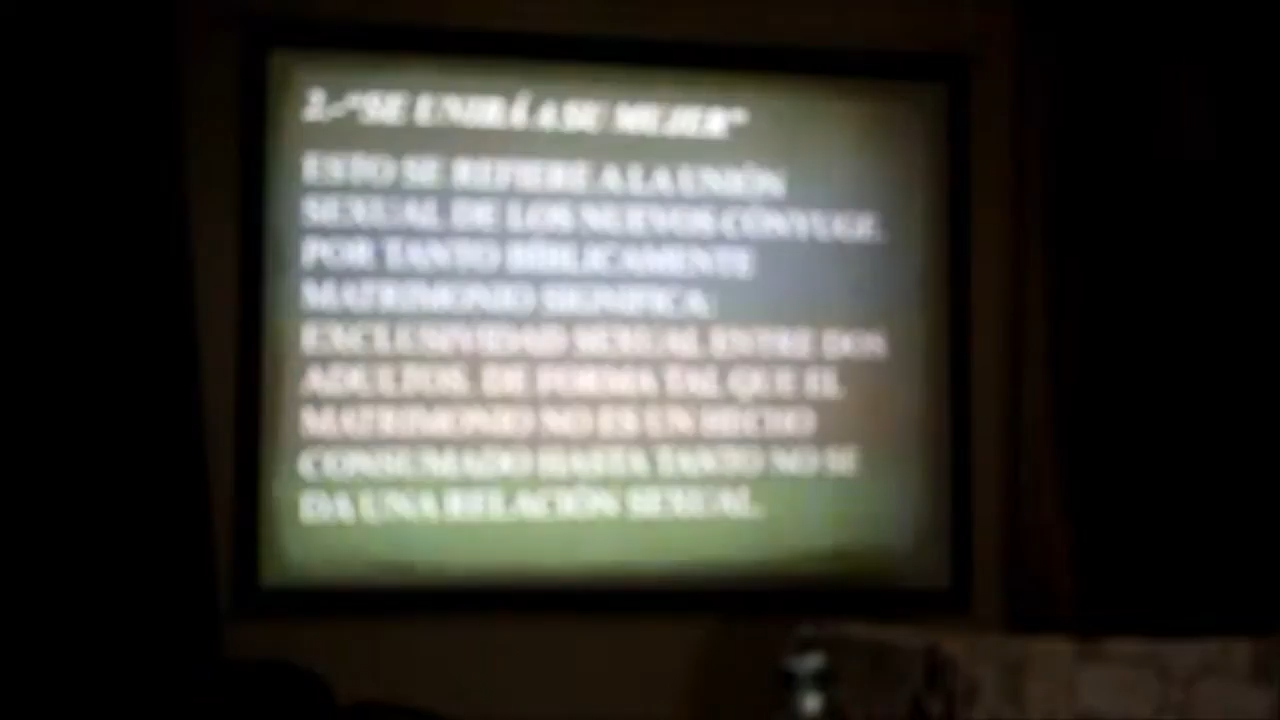 2.-"SE UNIRÁ A SU MUJER"
ESTO SE REFIERE A LA UNIÓN
SEXUAL DE LOS NUEVOS CÓNYUGE.
POR TANTO BÍBLICAMENTE
MATRIMONIO SIGNIFICA:
EXCLUSIVIDAD SEXUAL ENTRE DOS
ADULTOS. DE FORMA TAL QUE EL
MATRIMONIO NO ES UN HECHO
CONSUMADO HASTA TANTO NO SE
DA UNA RELACIÓN SEXUAL.